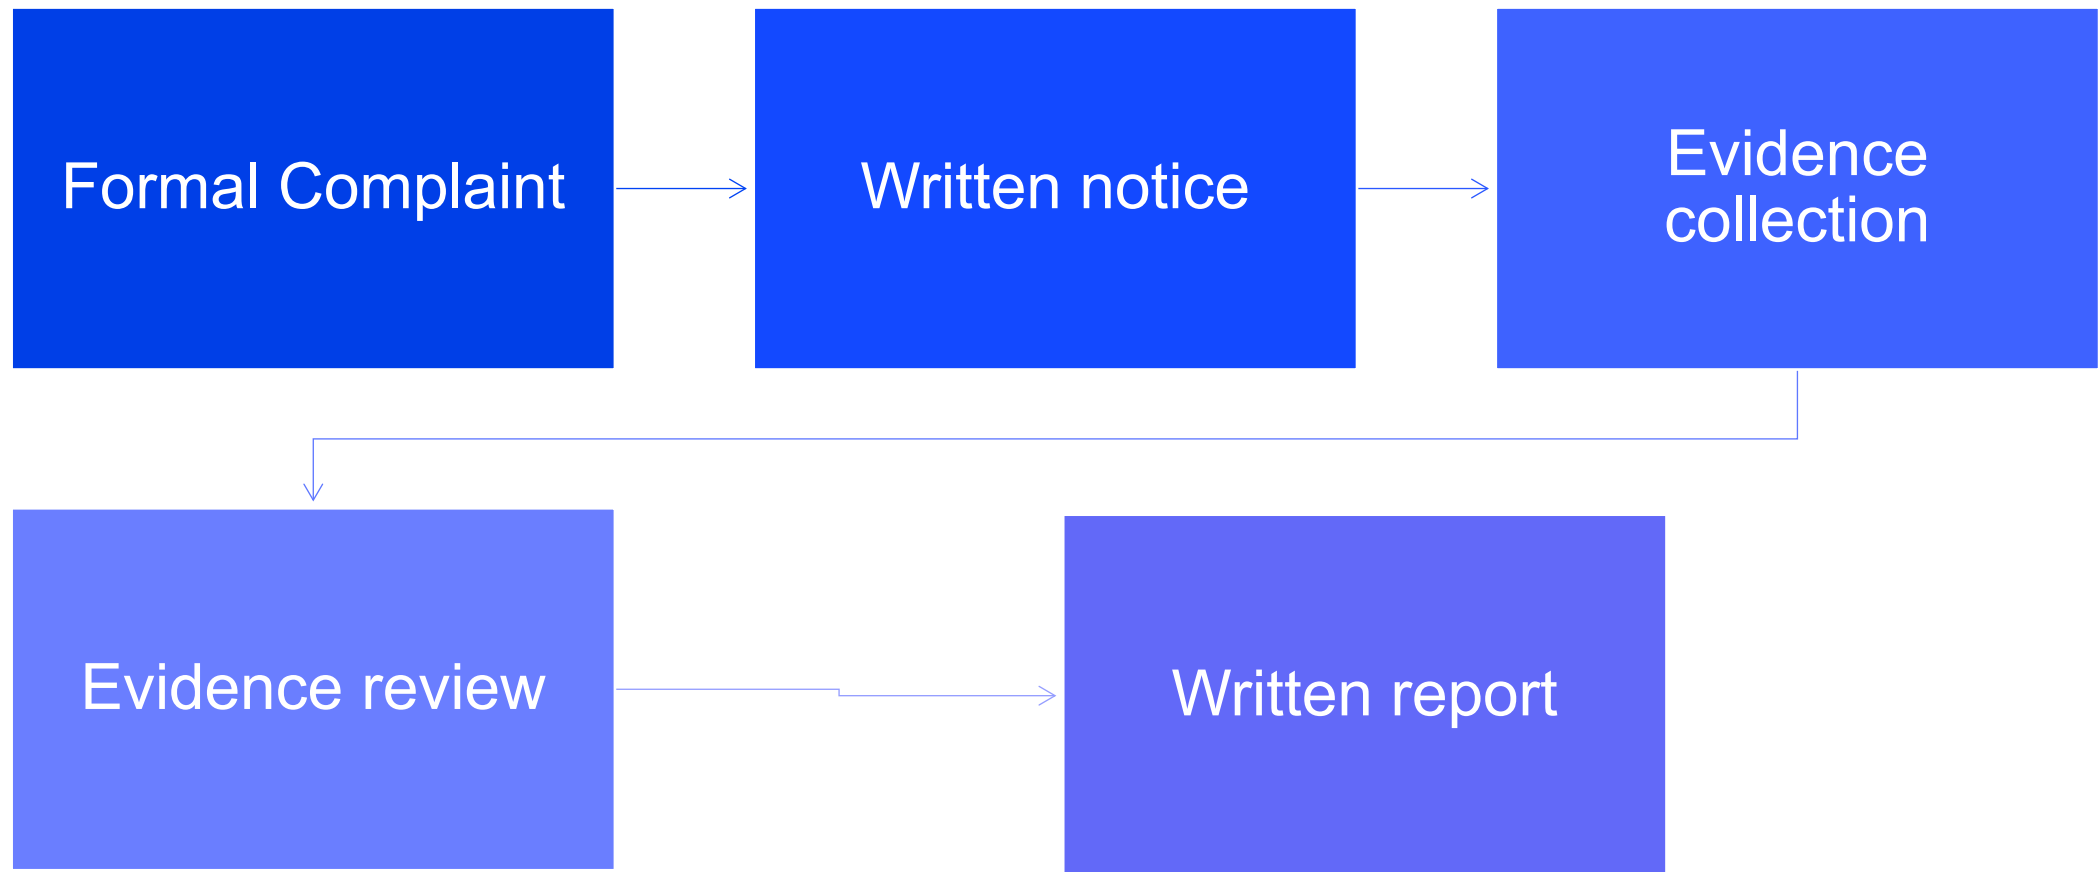 Formal Complaint
Written notice
Evidence
collection
Evidence review
Written report